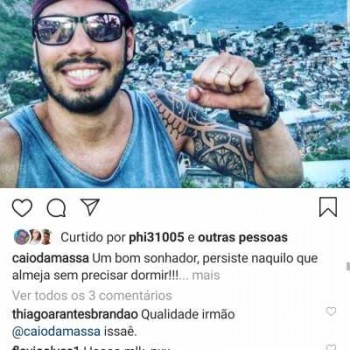 Curtido por phi31005 e outras pessoas
caiodamassa Um bom sonhador, persiste naquilo que
almeja sem precisar dormir!!!... mais
Ver todos os 3 comentários
thiagoarantesbrandao Qualidade irmão
@caiodamassa issaê.